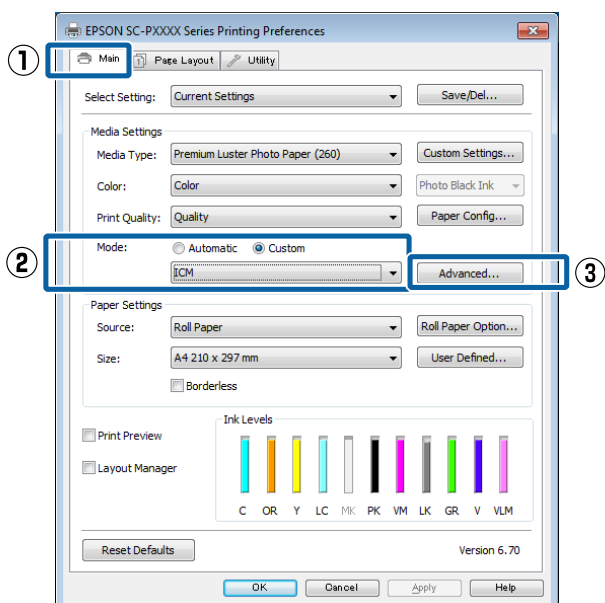 EPSON SC-PXXXX Series Printing Preferences
① Main Page Layout Utility
Select Setting: Current Settings Save/Del...
Media Settings
Media Type: Premium Luster Photo Paper (260) Custom Settings...
Color: Color Photo Black Ink
Print Quality: Quality Paper Config...
Mode: Automatic Custom
② ICM Advanced... ③
Paper Settings
Source: Roll Paper Roll Paper Option...
Size: A4 210 x 297 mm User Defined...
Borderless
Ink Levels
Print Preview
Layout Manager
C OR Y LC MK PK VM LK GR V VLM
Reset Defaults Version 6.70
OK Cancel Apply Help